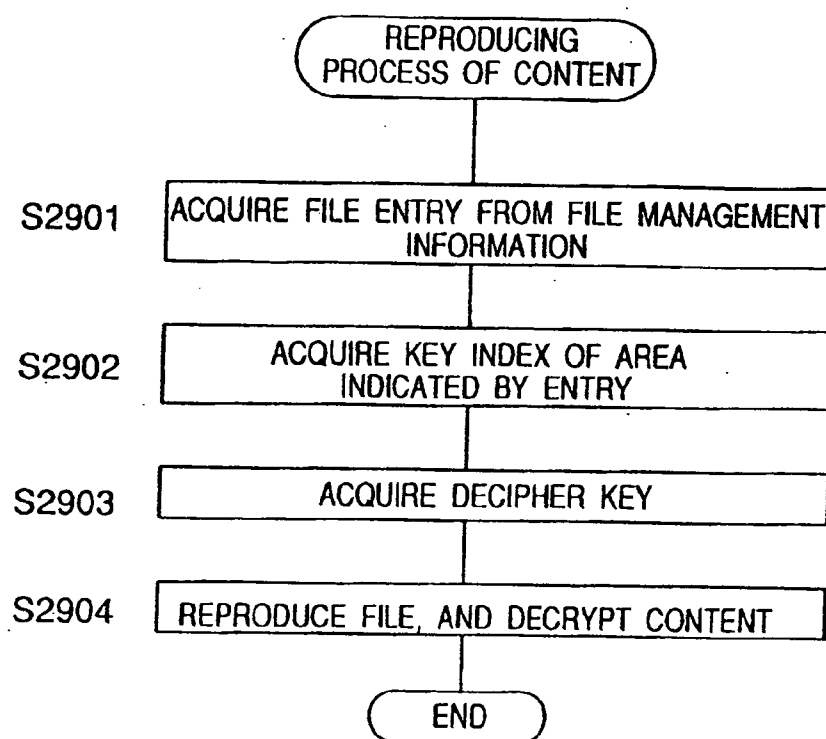 REPRODUCING
PROCESS OF CONTENT
S2901
ACQUIRE FILE ENTRY FROM FILE MANAGEMENT
INFORMATION
S2902
ACQUIRE KEY INDEX OF AREA
INDICATED BY ENTRY
S2903
ACQUIRE DECIPHER KEY
S2904
REPRODUCE FILE, AND DECRYPT CONTENT
END